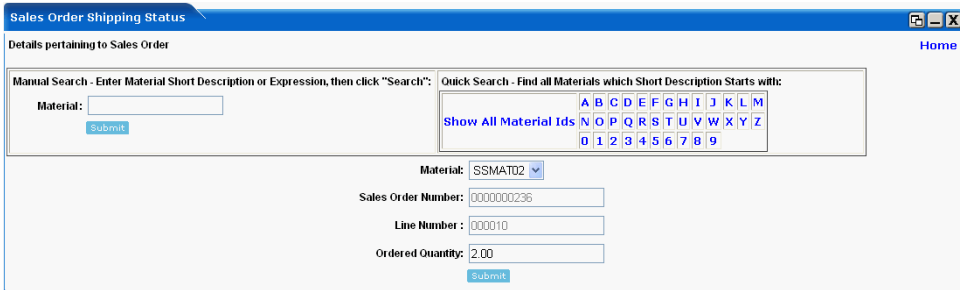 Sales Order Shipping Status
Details pertaining to Sales Order
Home
Manual Search - Enter Material Short Description or Expression, then click "Search":
Material:
Submit
Quick Search - Find all Materials which Short Description Starts with:
Show All Material Ids
A B C D E F G H I J K L M
N O P Q R S T U V W X Y Z
0 1 2 3 4 5 6 7 8 9
Material: SSMAT02
Sales Order Number: 0000000236
Line Number : 000010
Ordered Quantity: 2.00
Submit